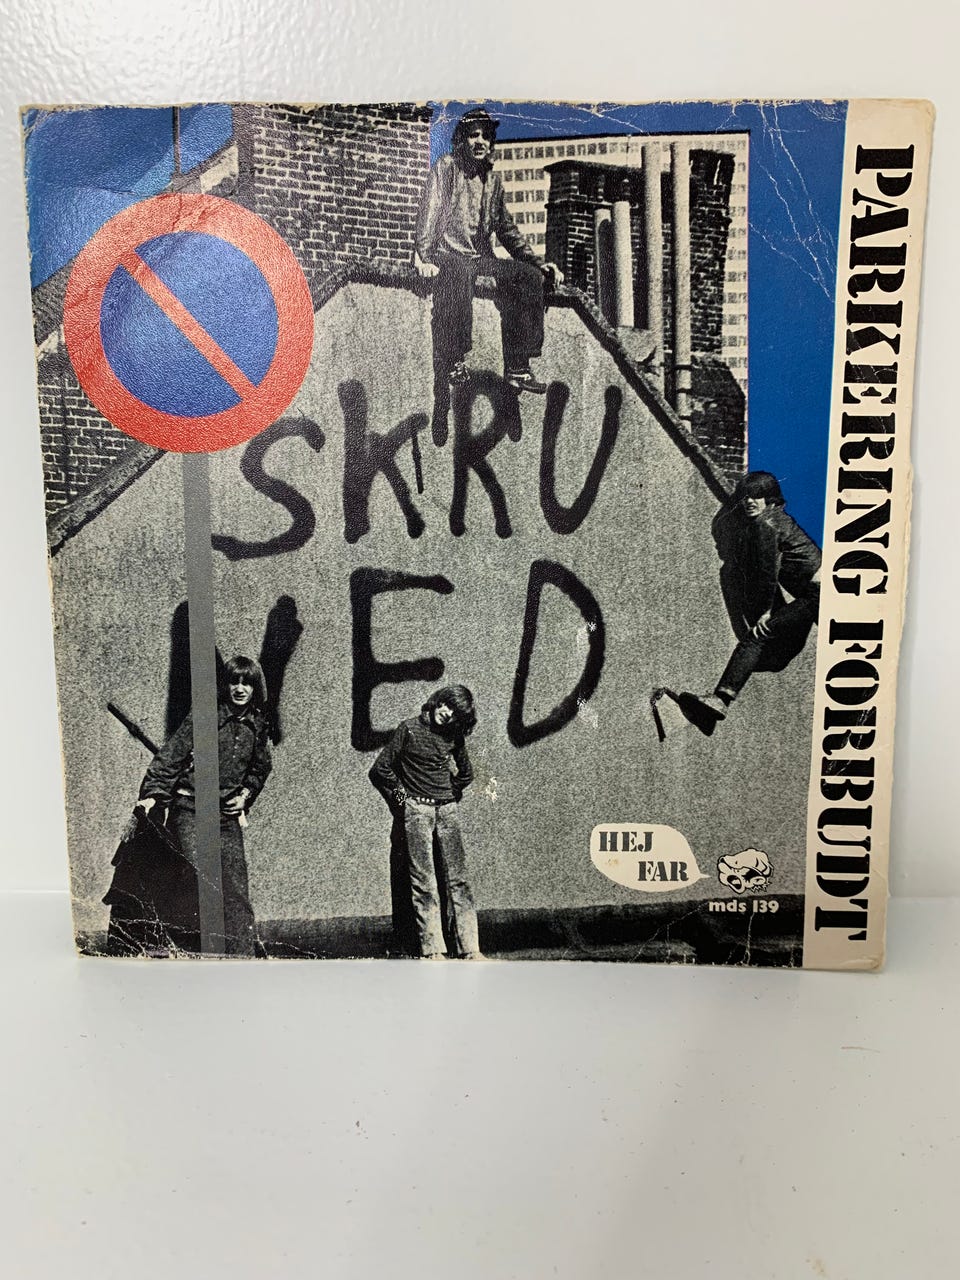 SKRU
VED
HEJ
FAR
mds 139
PARKERING FORBUDT